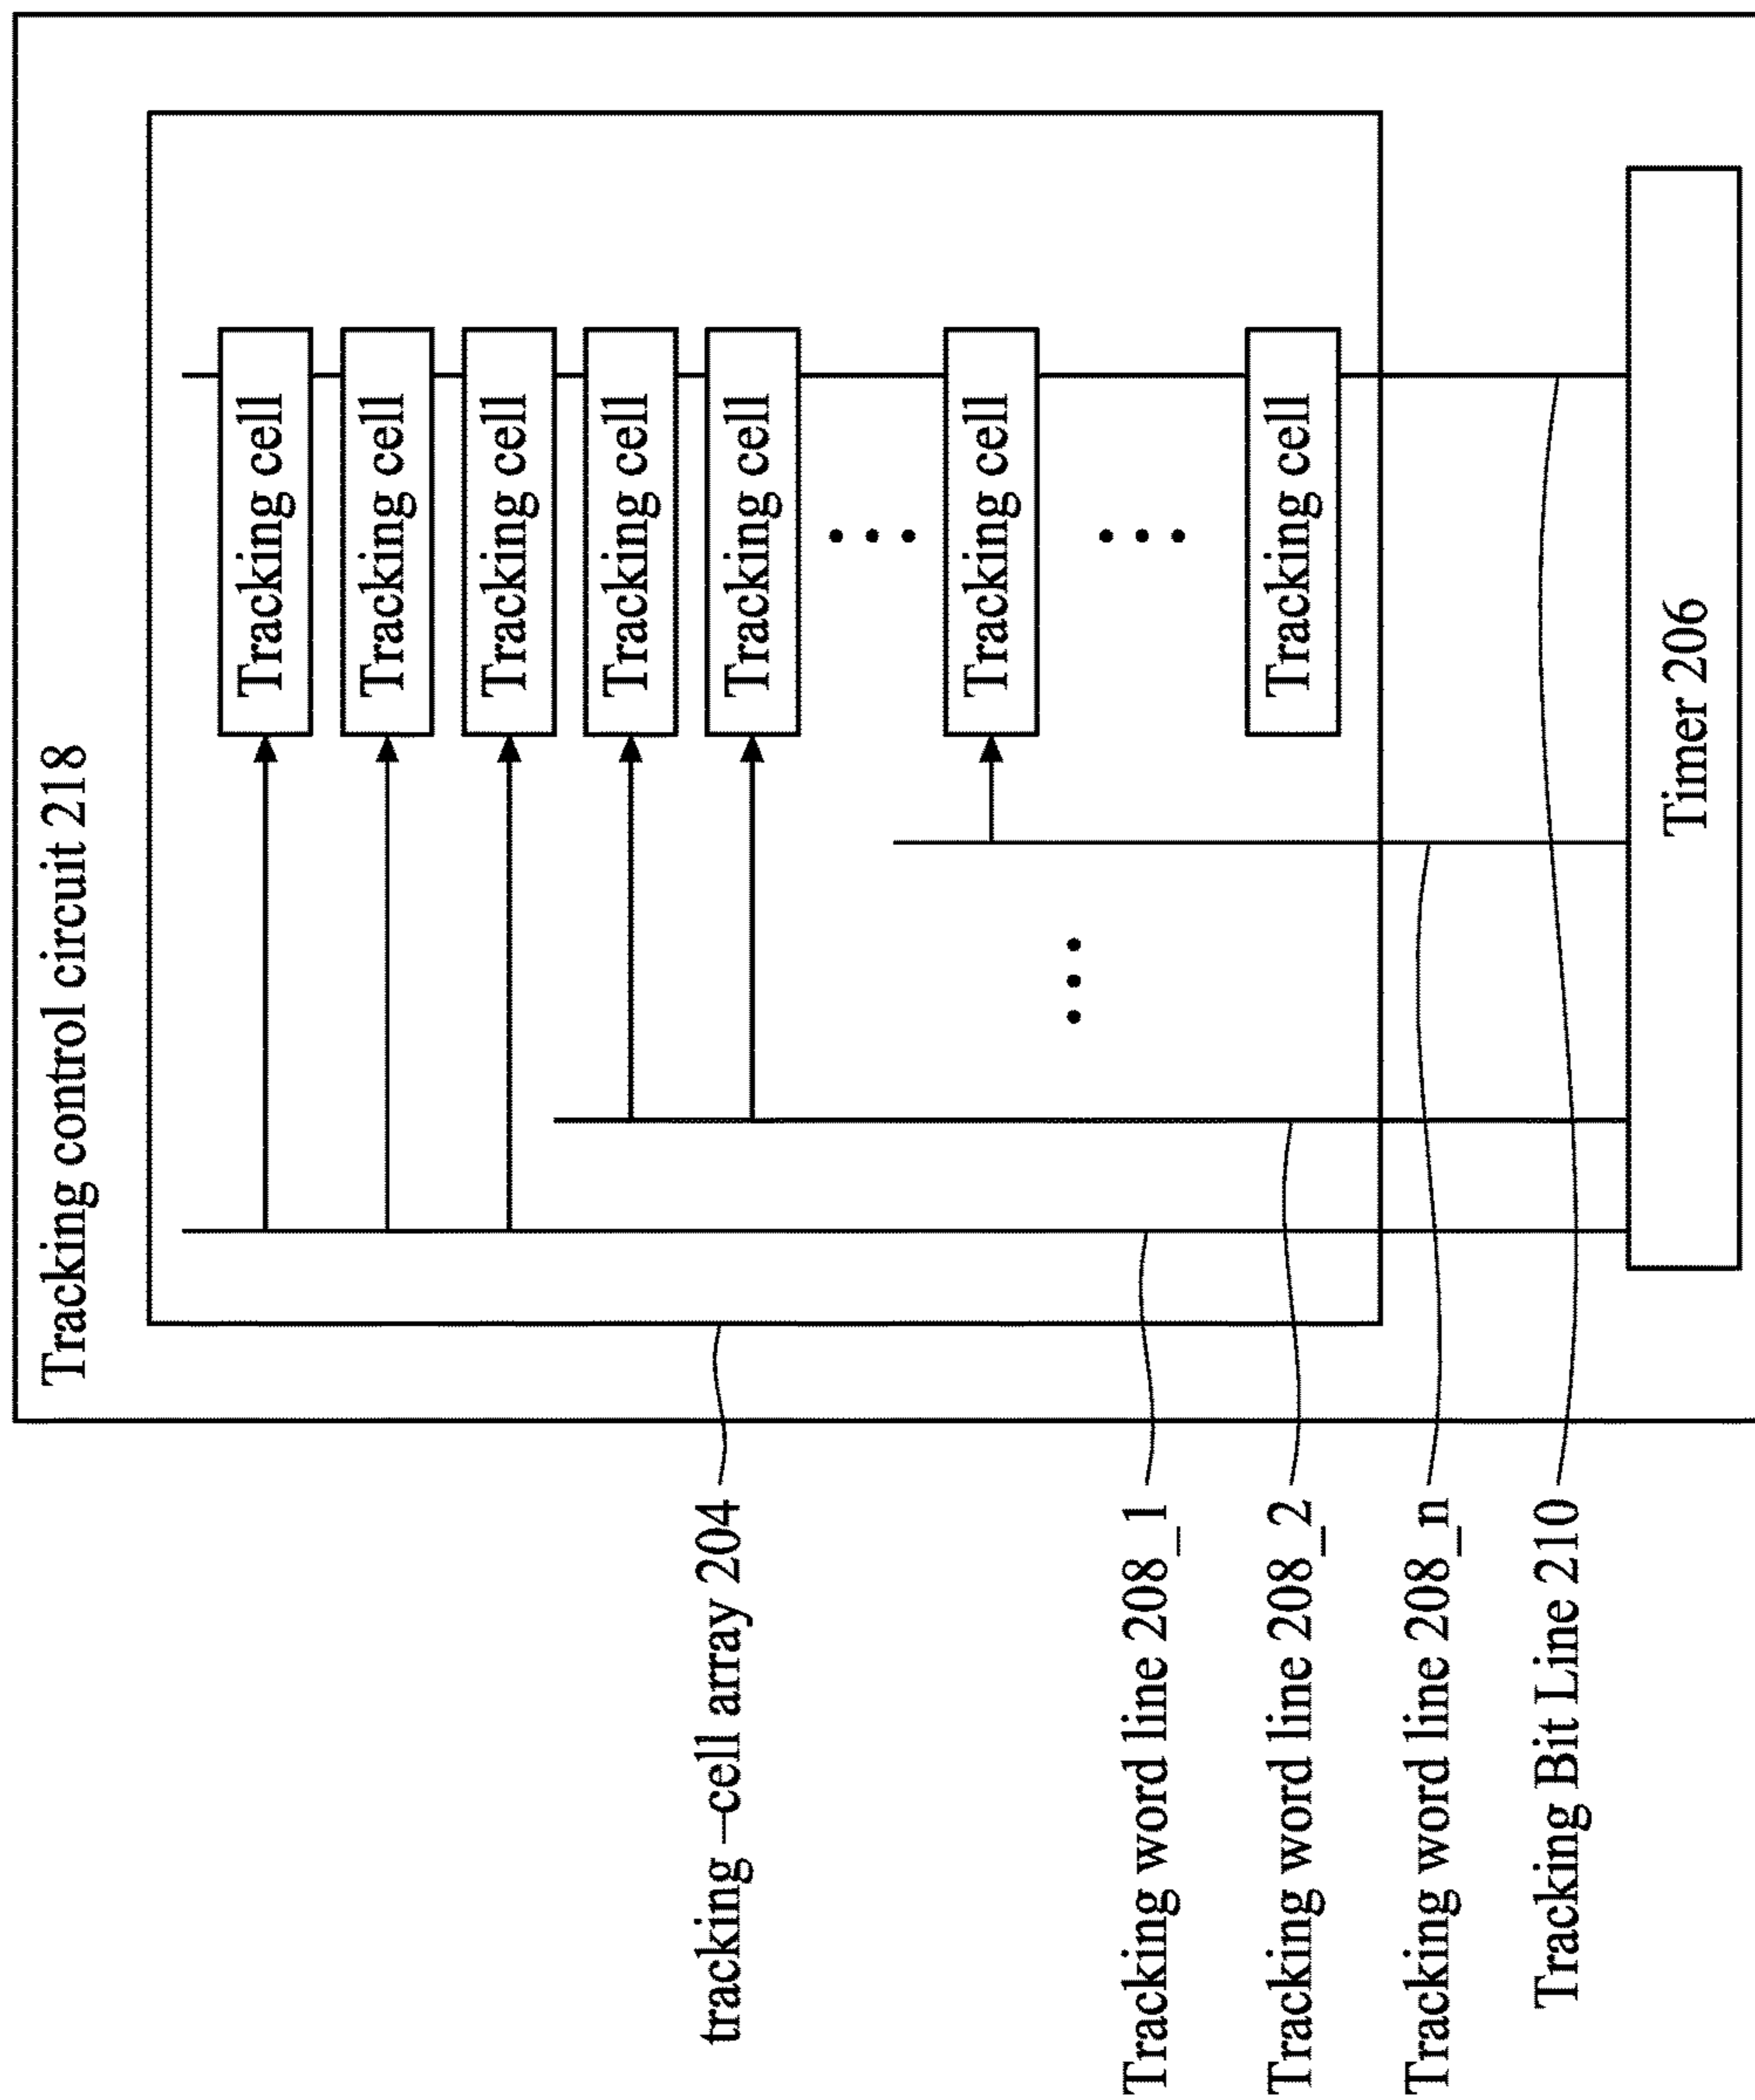 Tracking control circuit 218
Tracking cell
Tracking cell
Tracking cell
Tracking cell
Tracking cell
Tracking cell
Tracking cell
Timer 206
tracking –cell array 204
Tracking word line 208_1
Tracking word line 208_2
Tracking word line 208_n
Tracking Bit Line 210